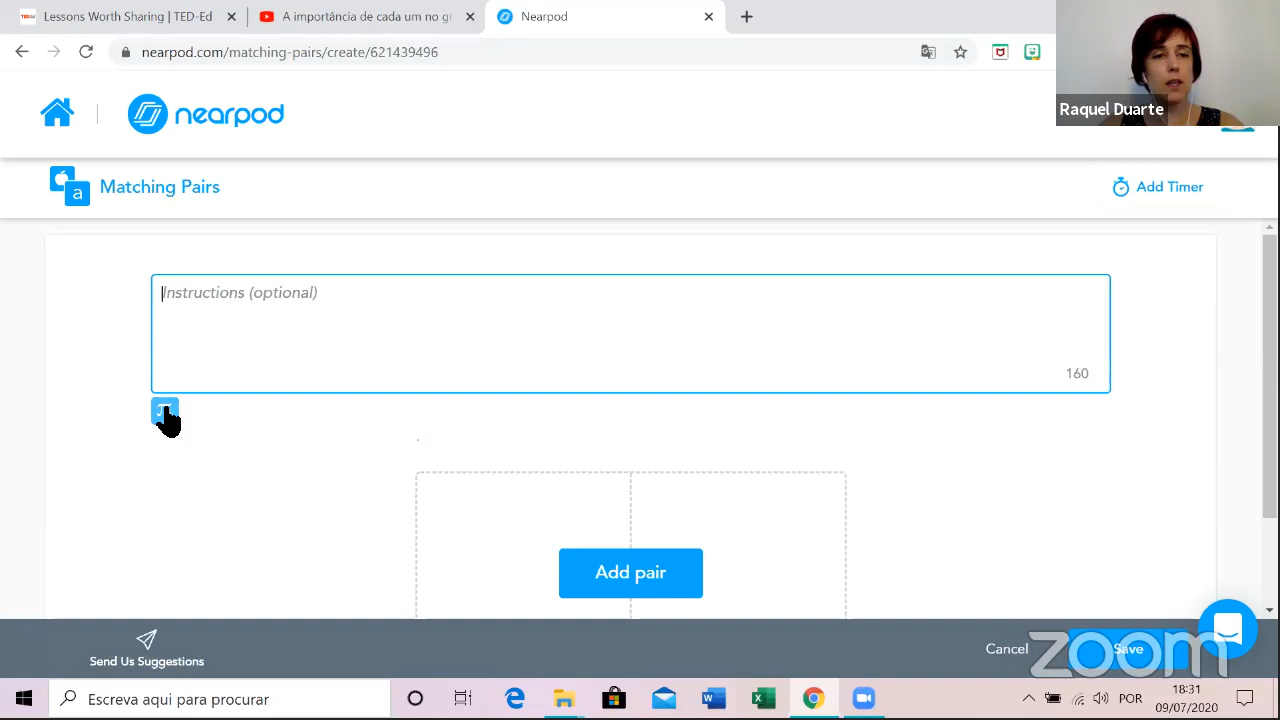 Lessons Worth Sharing | TED-Ed
A importância de cada um no gr
Nearpod
nearpod.com/matching-pairs/create/621439496
nearpod
Raquel Duarte
a
Matching Pairs
Add Timer
Instructions (optional)
160
Add pair
Send Us Suggestions
Cancel
Save
zoom
Escreva aqui para procurar
POR
18:31
09/07/2020